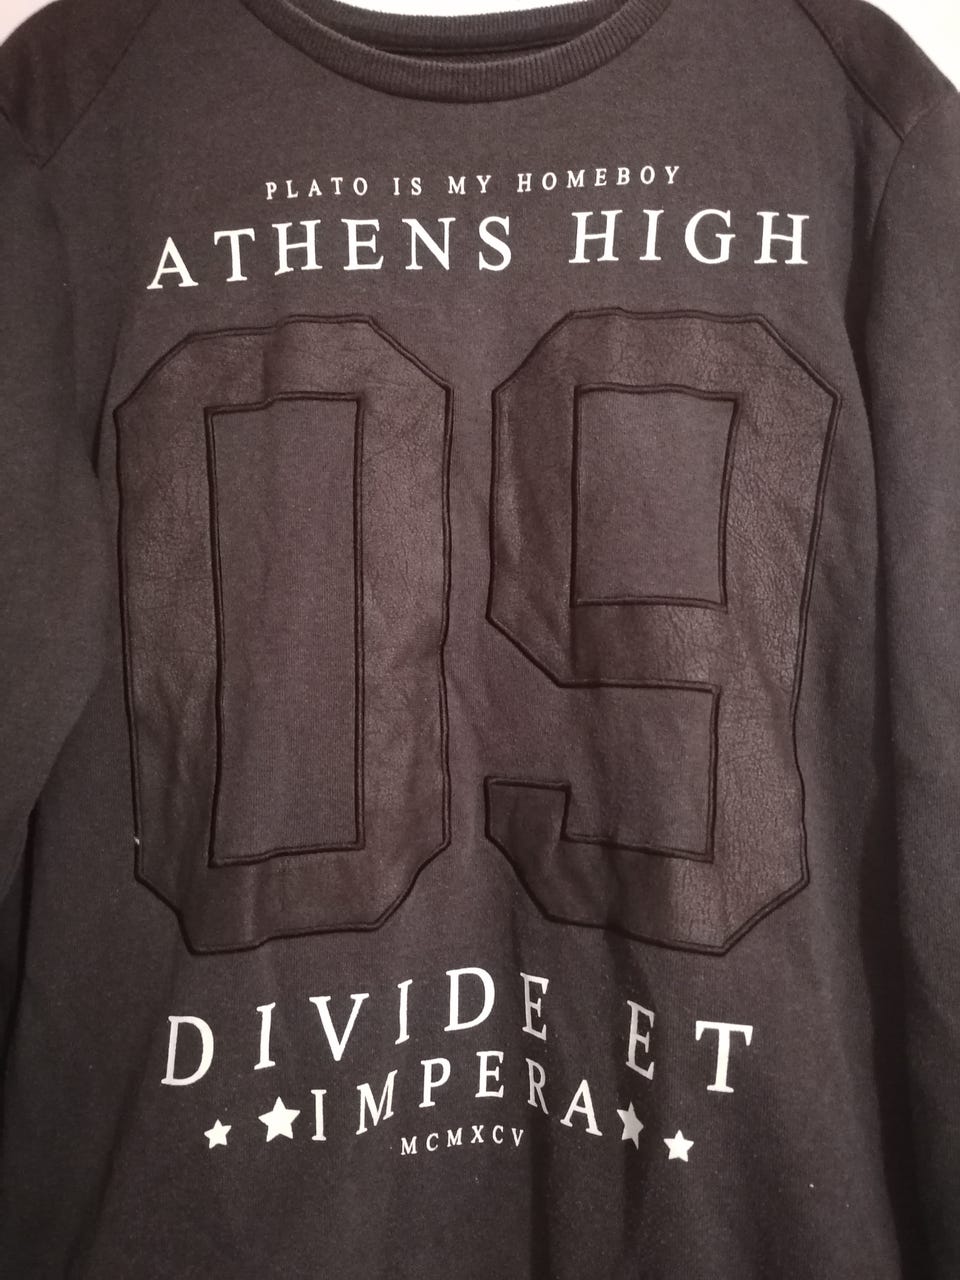 PLATO IS MY HOMEBOY
ATHENS HIGH
09
DIVIDE ET
IMPERA
MCMXCV